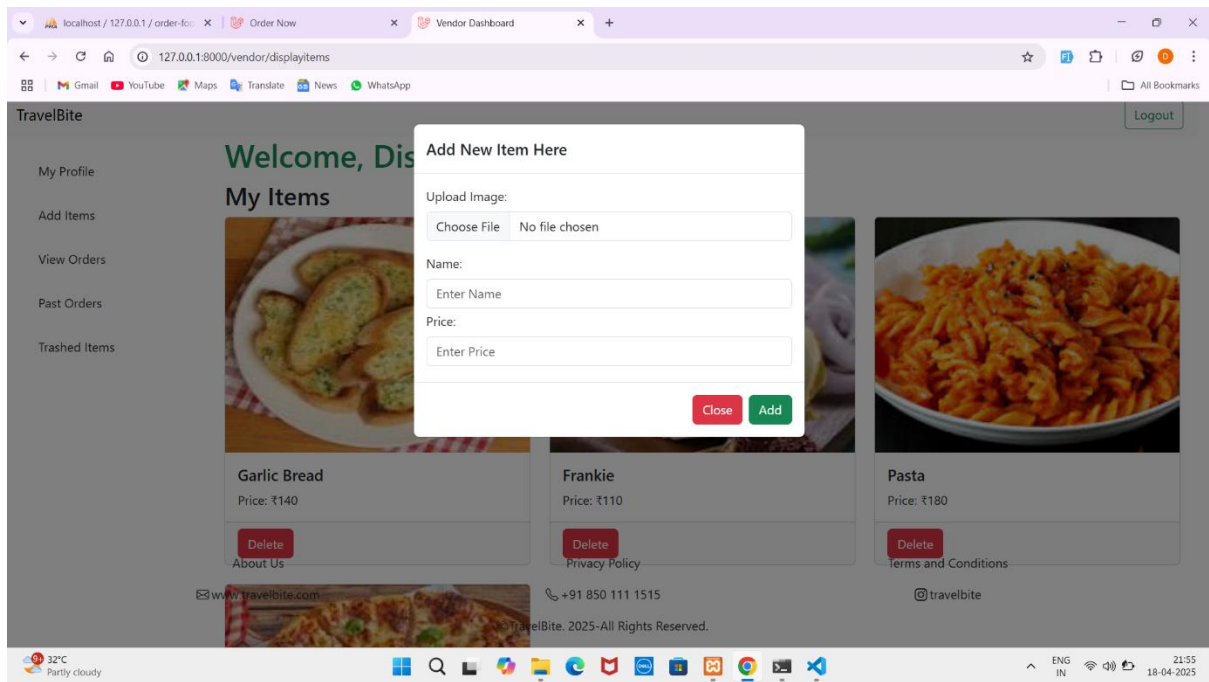 localhost / 127.0.0.1 / order-foo
Order Now
Vendor Dashboard
127.0.0.1:8000/vendor/displayitems
Gmail YouTube Maps Translate News WhatsApp All Bookmarks
TravelBite
Logout
My Profile
Add Items
View Orders
Past Orders
Trashed Items
Welcome, Dis
My Items
Add New Item Here
Upload Image:
Choose File No file chosen
Name:
Enter Name
Price:
Enter Price
Close Add
Garlic Bread
Price: ₹140
Delete
Frankie
Price: ₹110
Delete
Pasta
Price: ₹180
Delete
About Us Privacy Policy Terms and Conditions
www.travelbite.com +91 850 111 1515 travelbite
TravelBite. 2025-All Rights Reserved.
32°C
Partly cloudy
ENG
IN
21:55
18-04-2025